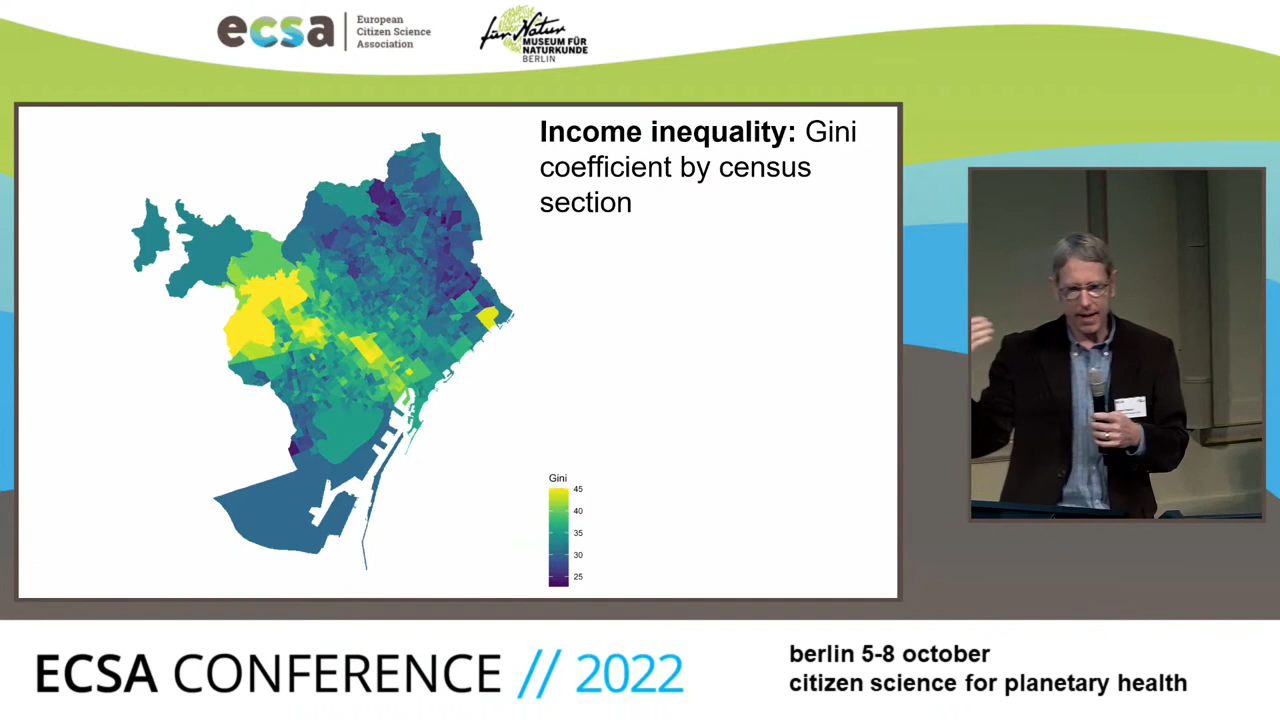 ecsa
European
Citizen Science
Association
für Natur
MUSEUM FÜR
NATURKUNDE
BERLIN
Income inequality: Gini
coefficient by census
section
Gini
45
40
35
30
25
ECSA CONFERENCE // 2022
berlin 5-8 october
citizen science for planetary health